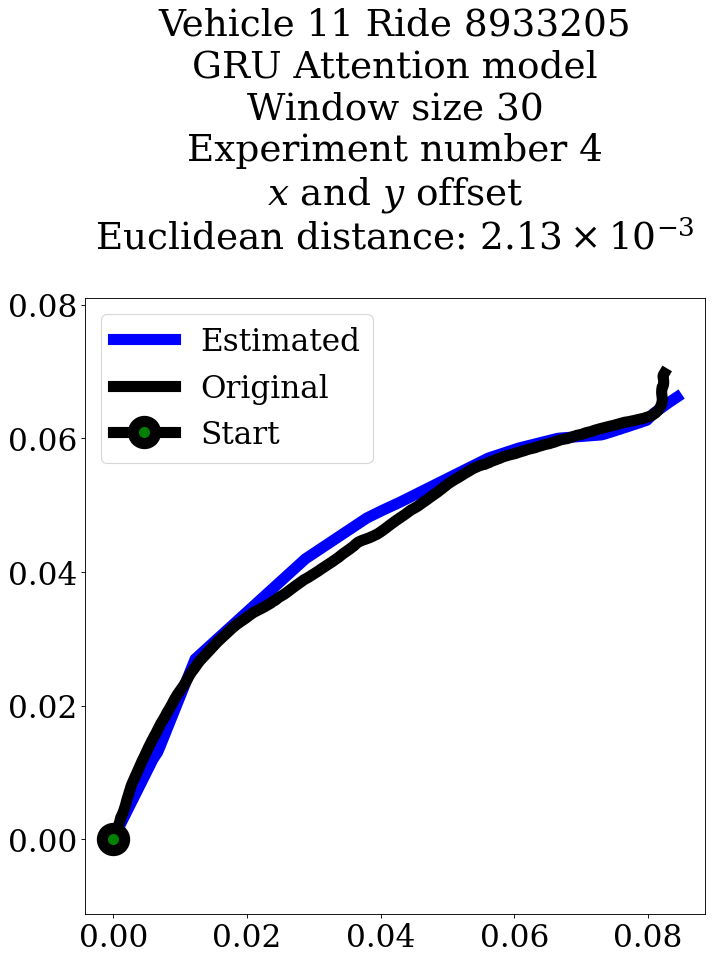 Vehicle 11 Ride 8933205
GRU Attention model
Window size 30
Experiment number 4
x and y offset
Euclidean distance: 2.13 × 10⁻³
0.08
0.06
0.04
0.02
0.00
Estimated
Original
Start
0.00 0.02 0.04 0.06 0.08